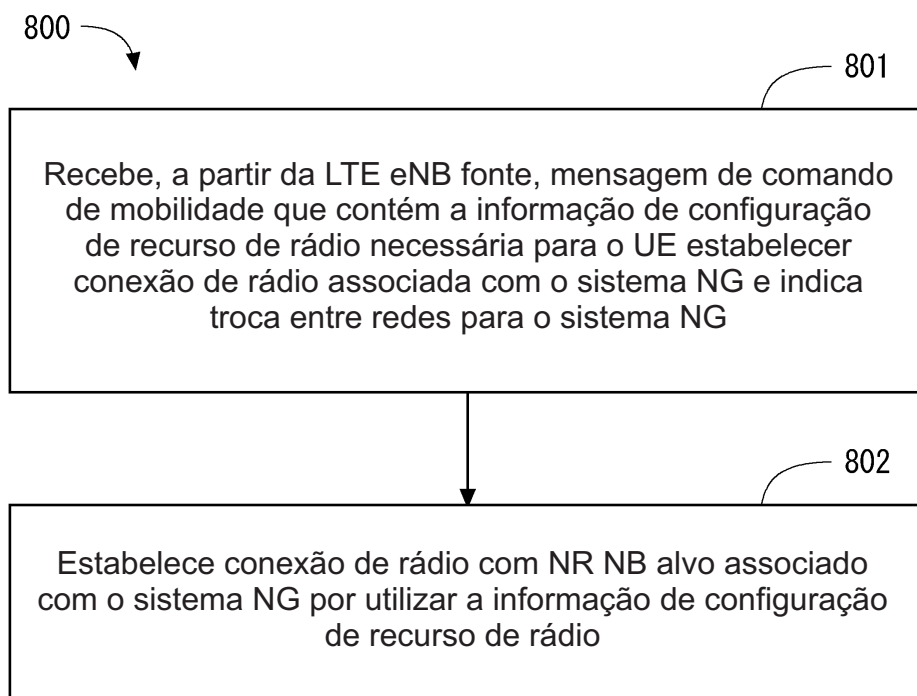 800
801
Recebe, a partir da LTE eNB fonte, mensagem de comando
de mobilidade que contém a informação de configuração
de recurso de rádio necessária para o UE estabelecer
conexão de rádio associada com o sistema NG e indica
troca entre redes para o sistema NG
802
Estabelece conexão de rádio com NR NB alvo associado
com o sistema NG por utilizar a informação de configuração
de recurso de rádio